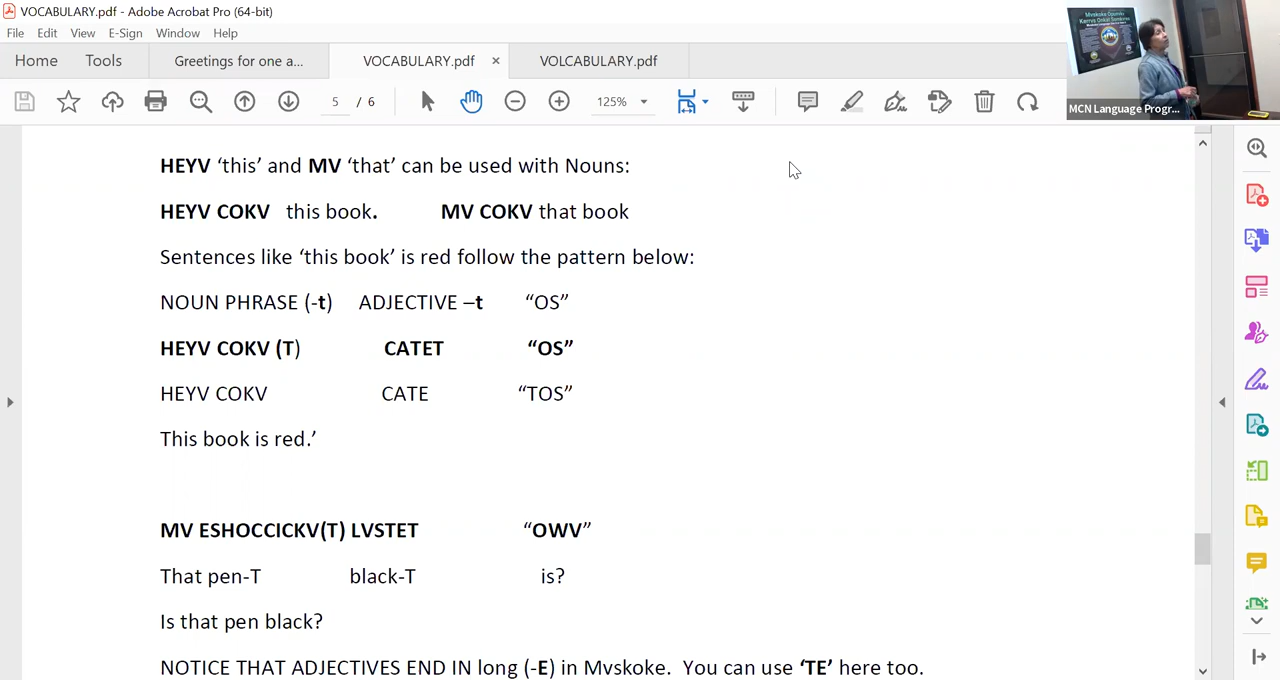 VOCABULARY.pdf - Adobe Acrobat Pro (64-bit)
File Edit View E-Sign Window Help
Home Tools Greetings for one a... VOCABULARY.pdf × VOLCABULARY.pdf
5 / 6 125%
Mvskoke Opunvkv
Kerris Onkat Svmkose
MCN Language Progr...
HEYV ‘this’ and MV ‘that’ can be used with Nouns:
HEYV COKV this book. MV COKV that book
Sentences like ‘this book’ is red follow the pattern below:
NOUN PHRASE (-t) ADJECTIVE –t “OS”
HEYV COKV (T) CATET “OS”
HEYV COKV CATE “TOS”
This book is red.’
MV ESHOCCICKV(T) LVSTET “OWV”
That pen-T black-T is?
Is that pen black?
NOTICE THAT ADJECTIVES END IN long (-E) in Mvskoke. You can use ‘TE’ here too.